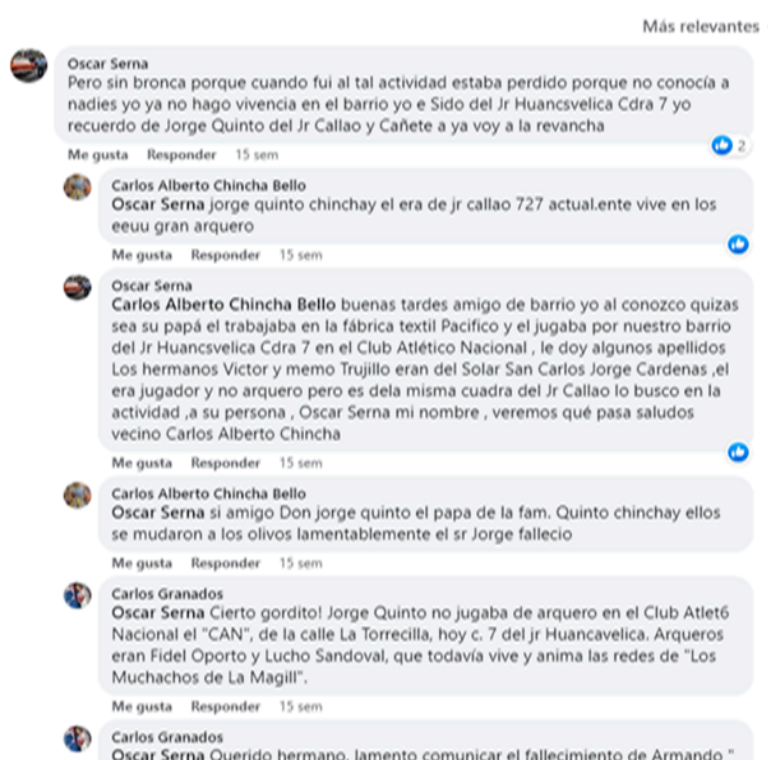 Más relevantes
Oscar Serna
Pero sin bronca porque cuando fui al tal actividad estaba perdido porque no conocía a
nadies yo ya no hago vivencia en el barrio yo e Sido del Jr Huancsvelica Cdra 7 yo
recuerdo de Jorge Quinto del Jr Callao y Cañete a ya voy a la revancha
2
Me gusta Responder 15 sem
Carlos Alberto Chincha Bello
Oscar Serna jorge quinto chinchay el era de jr callao 727 actual.ente vive en los
eeuu gran arquero
Me gusta Responder 15 sem
Oscar Serna
Carlos Alberto Chincha Bello buenas tardes amigo de barrio yo al conozco quizas
sea su papá el trabajaba en la fábrica textil Pacifico y el jugaba por nuestro barrio
del Jr Huancsvelica Cdra 7 en el Club Atlético Nacional , le doy algunos apellidos
Los hermanos Victor y memo Trujillo eran del Solar San Carlos Jorge Cardenas ,el
era jugador y no arquero pero es dela misma cuadra del Jr Callao lo busco en la
actividad ,a su persona , Oscar Serna mi nombre , veremos qué pasa saludos
vecino Carlos Alberto Chincha
Me gusta Responder 15 sem
Carlos Alberto Chincha Bello
Oscar Serna si amigo Don jorge quinto el papa de la fam. Quinto chinchay ellos
se mudaron a los olivos lamentablemente el sr Jorge fallecio
Me gusta Responder 15 sem
Carlos Granados
Oscar Serna Cierto gordito! Jorge Quinto no jugaba de arquero en el Club Atlet6
Nacional el "CAN", de la calle La Torrecilla, hoy c. 7 del jr Huancavelica. Arqueros
eran Fidel Oporto y Lucho Sandoval, que todavía vive y anima las redes de "Los
Muchachos de La Magill".
Me gusta Responder 15 sem
Carlos Granados
Oscar Serna Querido hermano, lamento comunicar el fallecimiento de Armando "